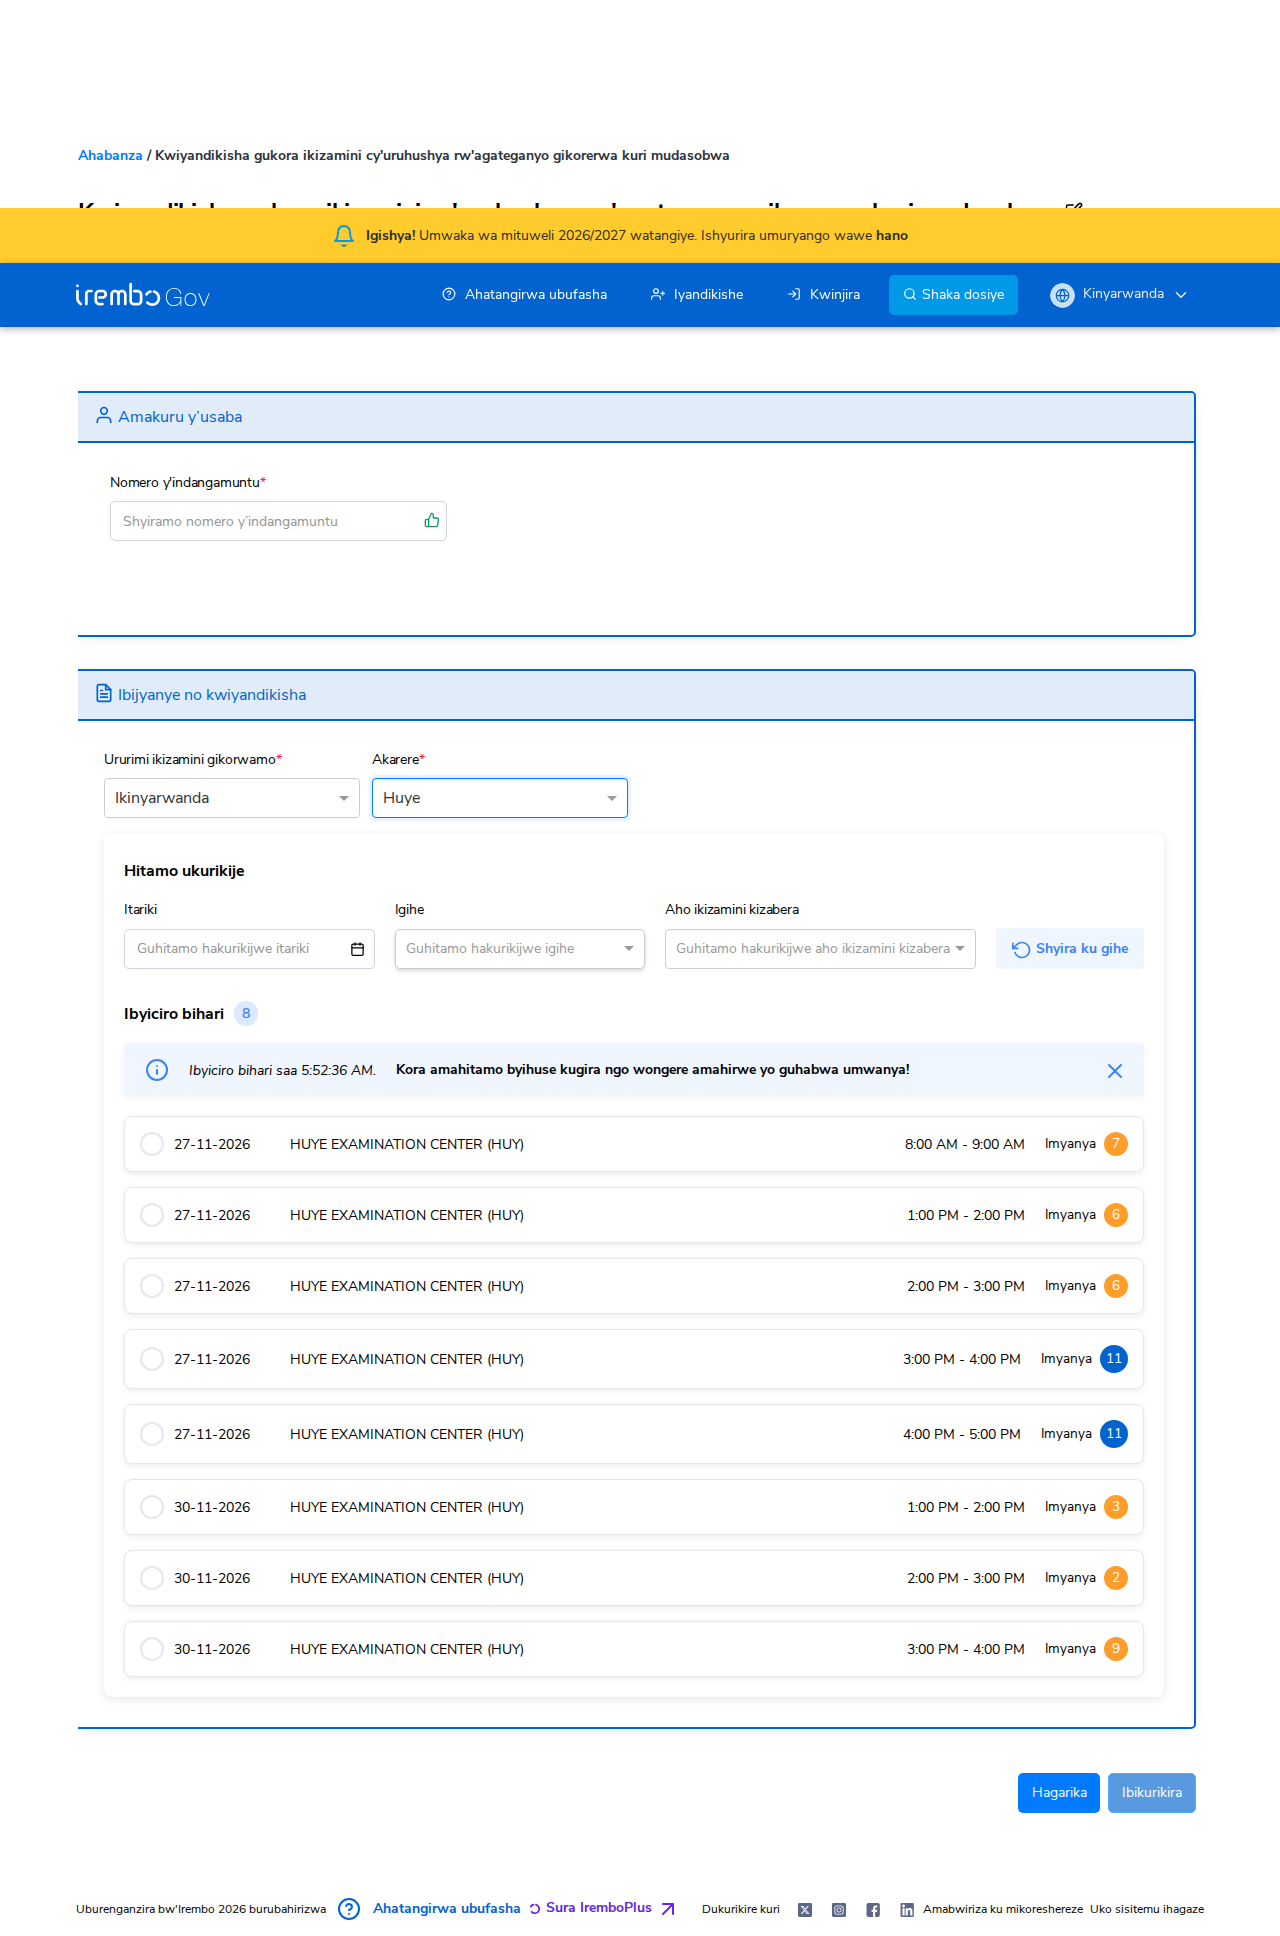 Ahabanza / Kwiyandikisha gukora ikizamini cy'uruhushya rw'agateganyo gikorerwa kuri mudasobwa
Igishya! Umwaka wa mituweli 2026/2027 watangiye. Ishyurira umuryango wawe hano
irembo Gov
Ahatangirwa ubufasha
Iyandikishe
Kwinjira
Shaka dosiye
Kinyarwanda
Amakuru y’usaba
Nomero y'indangamuntu*
Shyiramo nomero y’indangamuntu
Ibijyanye no kwiyandikisha
Ururimi ikizamini gikorwamo* Akarere*
Ikinyarwanda Huye
Hitamo ukurikije
Itariki Igihe Aho ikizamini kizabera
Guhitamo hakurikijwe itariki Guhitamo hakurikijwe igihe Guhitamo hakurikijwe aho ikizamini kizabera Shyira ku gihe
Ibyiciro bihari 8
Ibyiciro bihari saa 5:52:36 AM. Kora amahitamo byihuse kugira ngo wongere amahirwe yo guhabwa umwanya!
27-11-2026 HUYE EXAMINATION CENTER (HUY) 8:00 AM - 9:00 AM Imyanya 7
27-11-2026 HUYE EXAMINATION CENTER (HUY) 1:00 PM - 2:00 PM Imyanya 6
27-11-2026 HUYE EXAMINATION CENTER (HUY) 2:00 PM - 3:00 PM Imyanya 6
27-11-2026 HUYE EXAMINATION CENTER (HUY) 3:00 PM - 4:00 PM Imyanya 11
27-11-2026 HUYE EXAMINATION CENTER (HUY) 4:00 PM - 5:00 PM Imyanya 11
30-11-2026 HUYE EXAMINATION CENTER (HUY) 1:00 PM - 2:00 PM Imyanya 3
30-11-2026 HUYE EXAMINATION CENTER (HUY) 2:00 PM - 3:00 PM Imyanya 2
30-11-2026 HUYE EXAMINATION CENTER (HUY) 3:00 PM - 4:00 PM Imyanya 9
Hagarika Ibikurikira
Uburenganzira bw'Irembo 2026 burubahirizwa Ahatangirwa ubufasha Sura IremboPlus Dukurikire kuri Amabwiriza ku mikoreshereze Uko sisitemu ihagaze